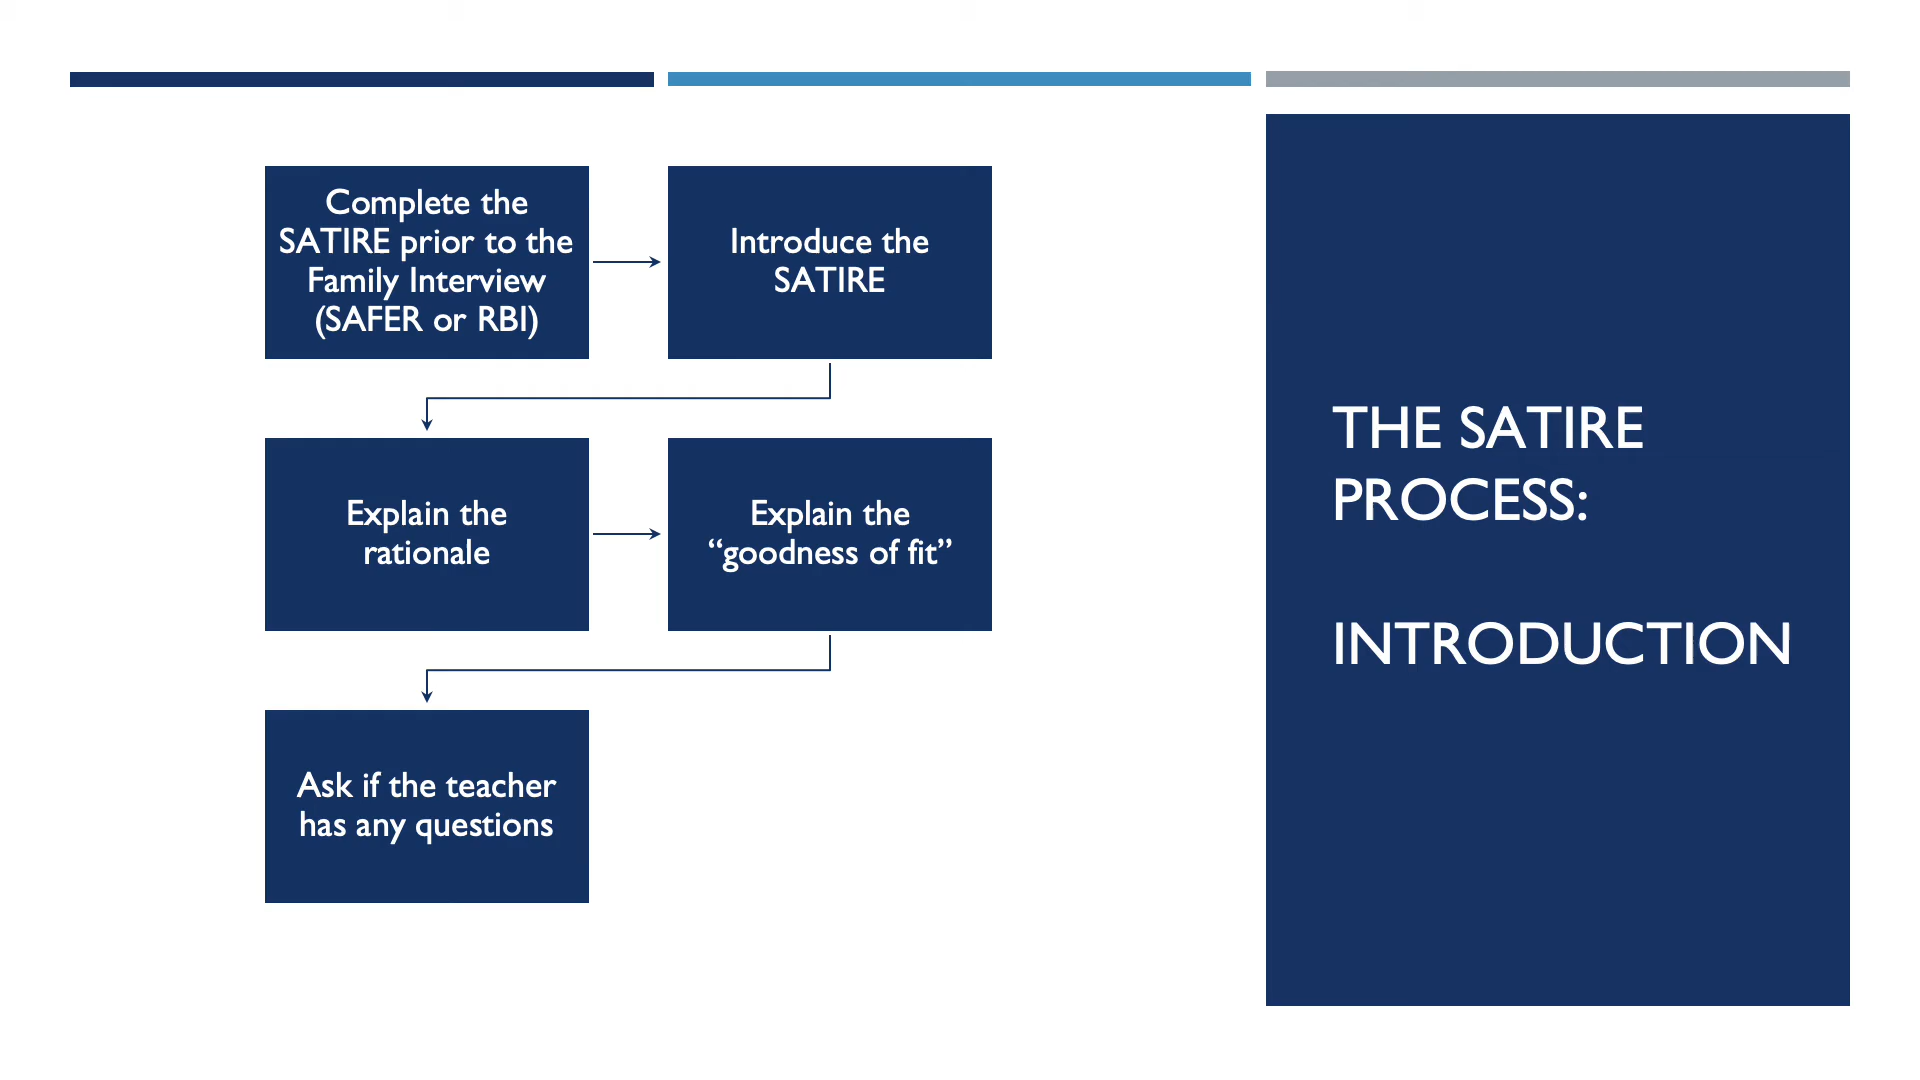 Complete the
SATIRE prior to the
Family Interview
(SAFER or RBI)
Introduce the
SATIRE
Explain the
rationale
Explain the
“goodness of fit”
Ask if the teacher
has any questions
THE SATIRE
PROCESS:
INTRODUCTION